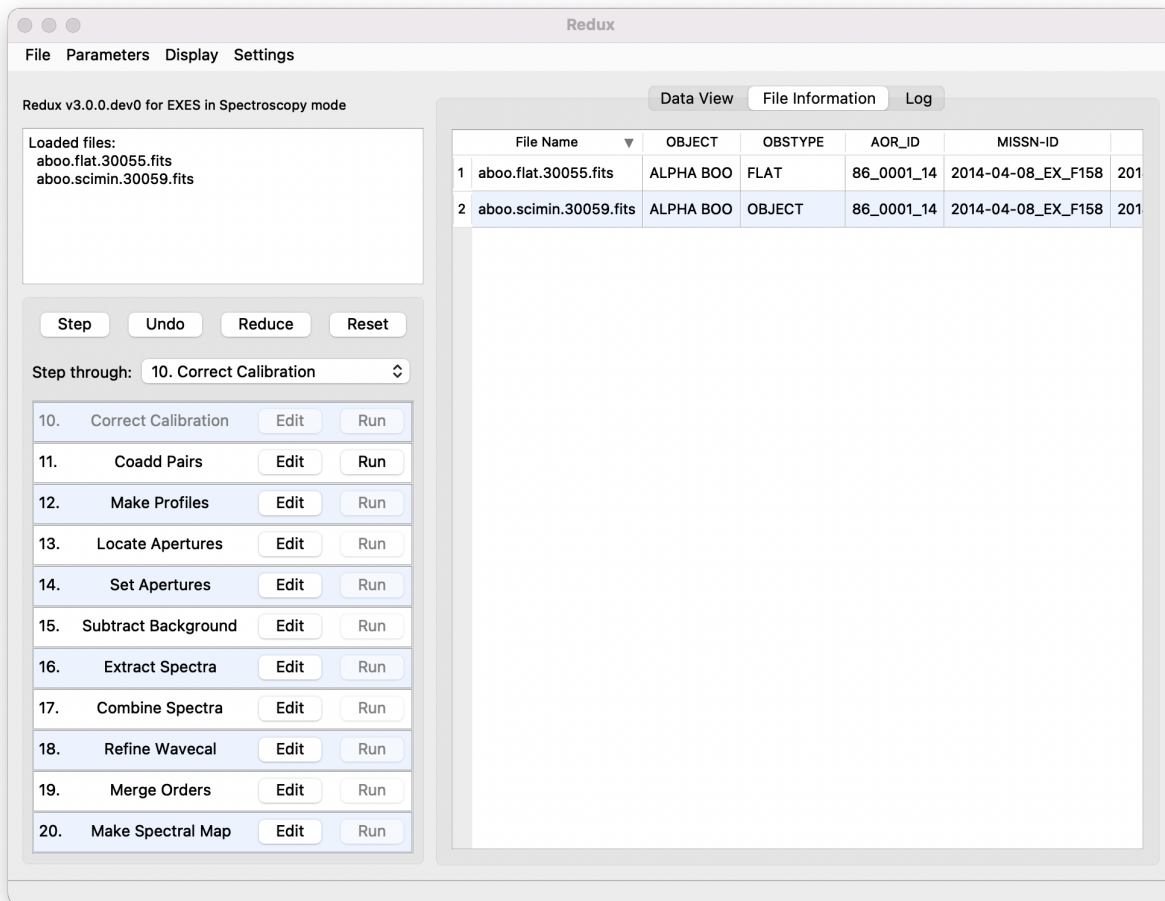 Redux
File Parameters Display Settings
Redux v3.0.0.dev0 for EXES in Spectroscopy mode
Loaded files:
aboo.flat.30055.fits
aboo.scimin.30059.fits
Step Undo Reduce Reset
Step through: 10. Correct Calibration
10. Correct Calibration Edit Run
11. Coadd Pairs Edit Run
12. Make Profiles Edit Run
13. Locate Apertures Edit Run
14. Set Apertures Edit Run
15. Subtract Background Edit Run
16. Extract Spectra Edit Run
17. Combine Spectra Edit Run
18. Refine Wavecal Edit Run
19. Merge Orders Edit Run
20. Make Spectral Map Edit Run
Data View File Information Log
File Name OBJECT OBSTYPE AOR_ID MISSN-ID
1 aboo.flat.30055.fits ALPHA BOO FLAT 86_0001_14 2014-04-08_EX_F158 201
2 aboo.scimin.30059.fits ALPHA BOO OBJECT 86_0001_14 2014-04-08_EX_F158 201